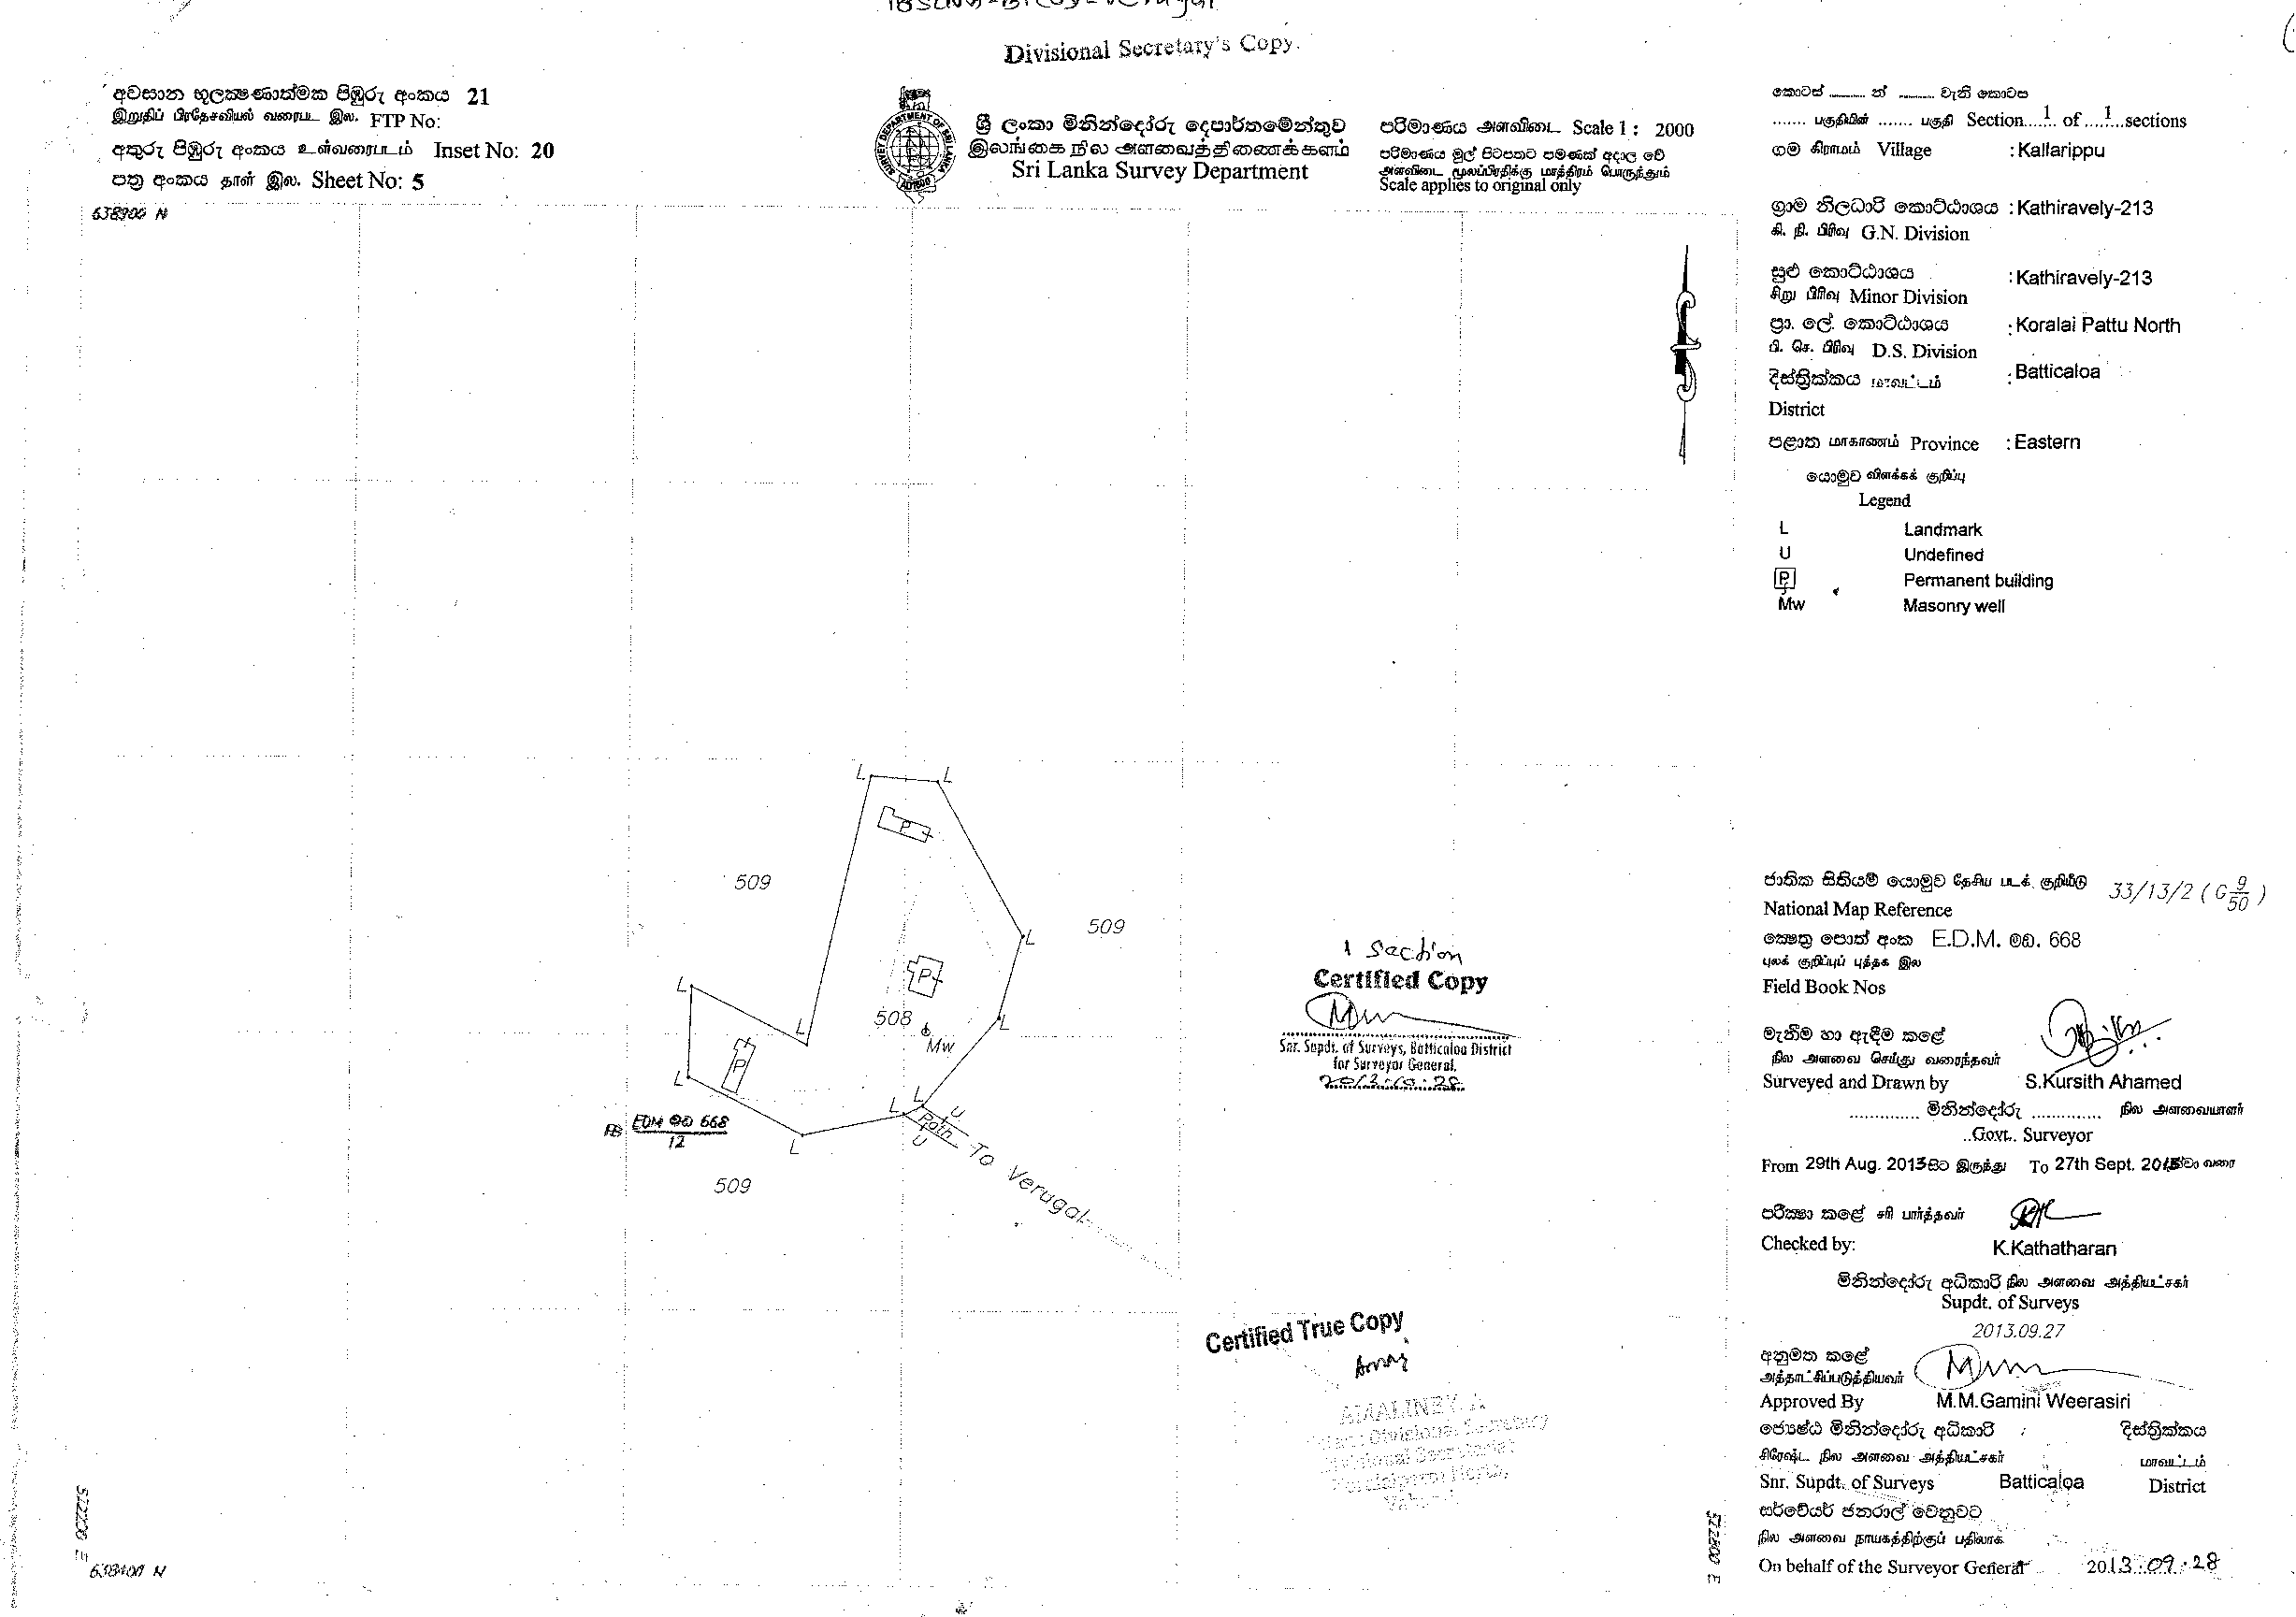 Divisional Secretary's Copy.
අවසාන භූලක්ෂණාත්මක පිඹුරු අංකය 21
இறுதிப் பிரதேசவியல் வரைபட இல. FTP No:
අතුරු පිඹුරු අංකය உள்வரைபடம் Inset No: 20
පත්‍ර අංකය தாள் இல. Sheet No: 5
ශ්‍රී ලංකා මිනින්දෝරු දෙපාර්තමේන්තුව
இலங்கை நில அளவைத்திணைக்களம்
Sri Lanka Survey Department
SURVEY DEPARTMENT OF SRI LANKA
AD1800
පරිමාණය அளவிடை Scale 1 : 2000
පරිමාණය මුල් පිටපතට පමණක් අදාල වේ
அளவிடை மூலப்பிரதிக்கு மாத்திரம் பொருந்தும்
Scale applies to original only
කොටස් ......... න් ......... වැනි කොටස
....... பகுதியின் ....... பகுதி Section....1.. of ....1....sections
ගම கிராமம் Village : Kallarippu
ග්‍රාම නිලධාරි කොට්ඨාශය : Kathiravely-213
கி. நி. பிரிவு G.N. Division
සුළු කොට්ඨාශය : Kathiravely-213
சிறு பிரிவு Minor Division
ප්‍රා. ලේ. කොට්ඨාශය : Koralai Pattu North
பி. செ. பிரிவு D.S. Division
දිස්ත්‍රික්කය மாவட்டம் : Batticaloa
District
පළාත மாகாணம் Province : Eastern
යොමුව விளக்கக் குறிப்பு
Legend
L Landmark
U Undefined
P Permanent building
Mw Masonry well
638900 N
L L
P
509
509
L
L
P
L
508
L
Mw
P
L
L
L
U
Path
U
L
To Verugal
FB EDM මඩ 668
12
509
1 Section
Certified Copy
Snr. Supdt. of Surveys, Batticaloa District
for Surveyor General.
2013.10.28
Certified True Copy
AMALINEY. A
Divisional Secretary
Divisional Secretariat
ජාතික සිතියම් යොමුව தேசிய படக் குறியீடு 33/13/2 ( G 9/50 )
National Map Reference
ක්ෂේත්‍ර පොත් අංක E.D.M. මඩ. 668
புலக் குறிப்புப் புத்தக இல
Field Book Nos
මැනීම හා ඇඳීම කළේ
நில அளவை செய்து வரைந்தவர்
Surveyed and Drawn by S.Kursith Ahamed
............. මිනින්දෝරු ............. நில அளவையாளர்
..Govt. Surveyor
From 29th Aug. 2013 සිට இருந்து To 27th Sept. 2013 වරෙ
පරීක්ෂා කළේ சரி பார்த்தவர்
Checked by: K.Kathatharan
මිනින්දෝරු අධිකාරි நில அளவை அத்தியட்சகர்
Supdt. of Surveys
2013.09.27
අනුමත කළේ
அத்தாட்சிப்படுத்தியவர்
Approved By M.M.Gamini Weerasiri
ජ්‍යෙෂ්ඨ මිනින්දෝරු අධිකාරි දිස්ත්‍රික්කය
சிரேஷ்ட நில அளவை அத்தியட்சகர் மாவட்டம்
Snr. Supdt. of Surveys Batticaloa District
සර්වේයර් ජනරාල් වෙනුවට
நில அளவை நாயகத்திற்குப் பதிலாக
On behalf of the Surveyor General 2013.09.28
512200 E
638400 N
512800 E